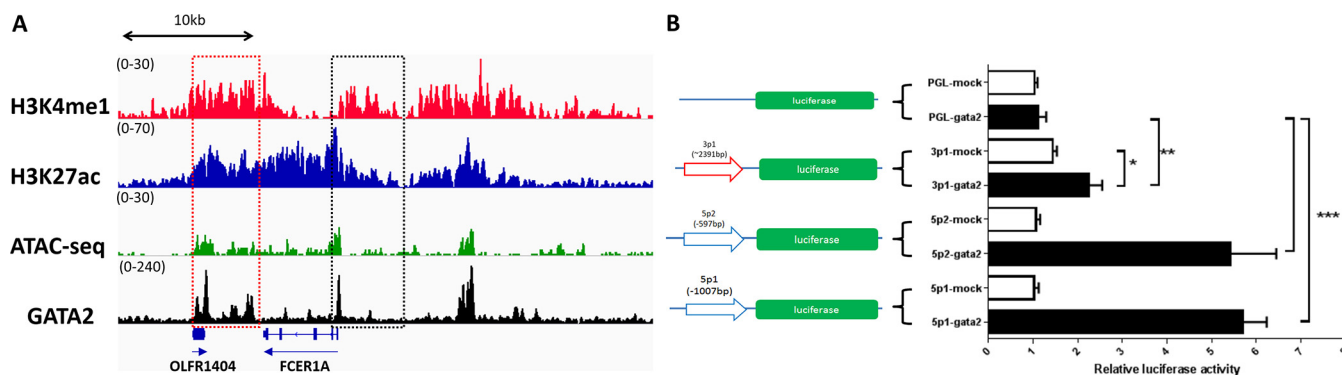 A
10kb
(0-30)
H3K4me1
(0-70)
H3K27ac
(0-30)
ATAC-seq
(0-240)
GATA2
OLFR1404 FCER1A
B
luciferase
3p1
(~2391bp)
luciferase
5p2
(-597bp)
luciferase
5p1
(-1007bp)
luciferase
PGL-mock
PGL-gata2
3p1-mock
3p1-gata2
5p2-mock
5p2-gata2
5p1-mock
5p1-gata2
*
**
***
0 1 2 3 4 5 6 7 8
Relative luciferase activity